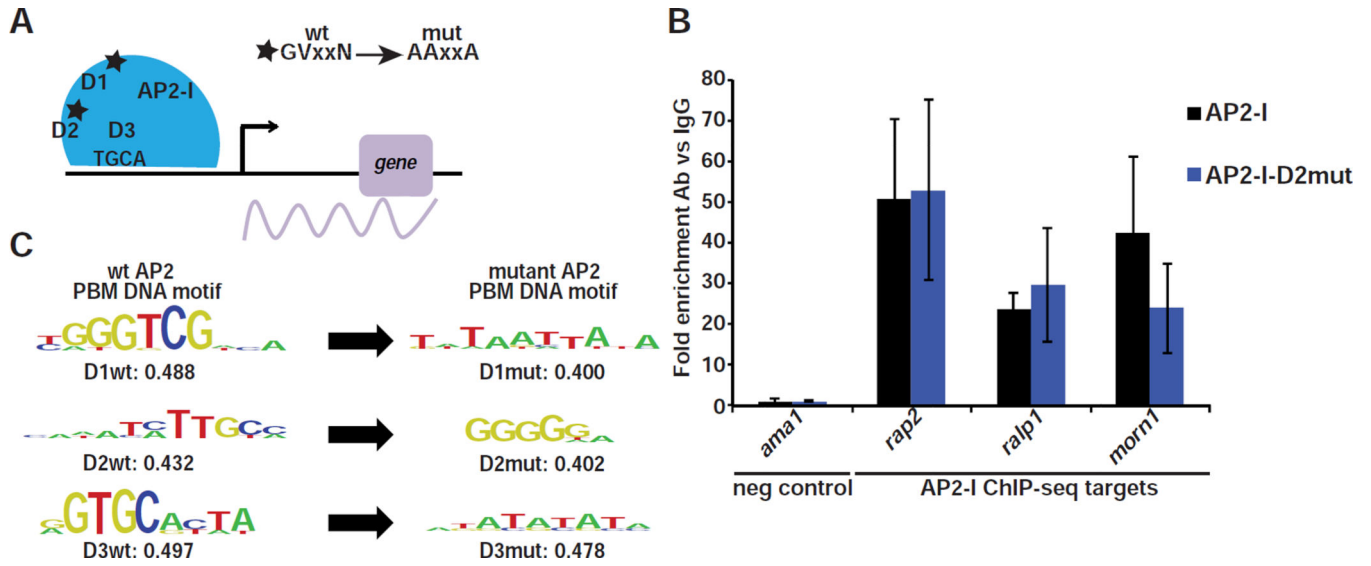 A
wt mut
GVxxN AAxxA
D1 AP2-I
D2 D3
TGCA
gene
B
Fold enrichment Ab vs IgG
80
70
60
50
40
30
20
10
0
AP2-I
AP2-I-D2mut
ama1 rap2 ralp1 morn1
neg control AP2-I ChIP-seq targets
C
wt AP2 mutant AP2
PBM DNA motif PBM DNA motif
D1wt: 0.488 D1mut: 0.400
D2wt: 0.432 D2mut: 0.402
D3wt: 0.497 D3mut: 0.478